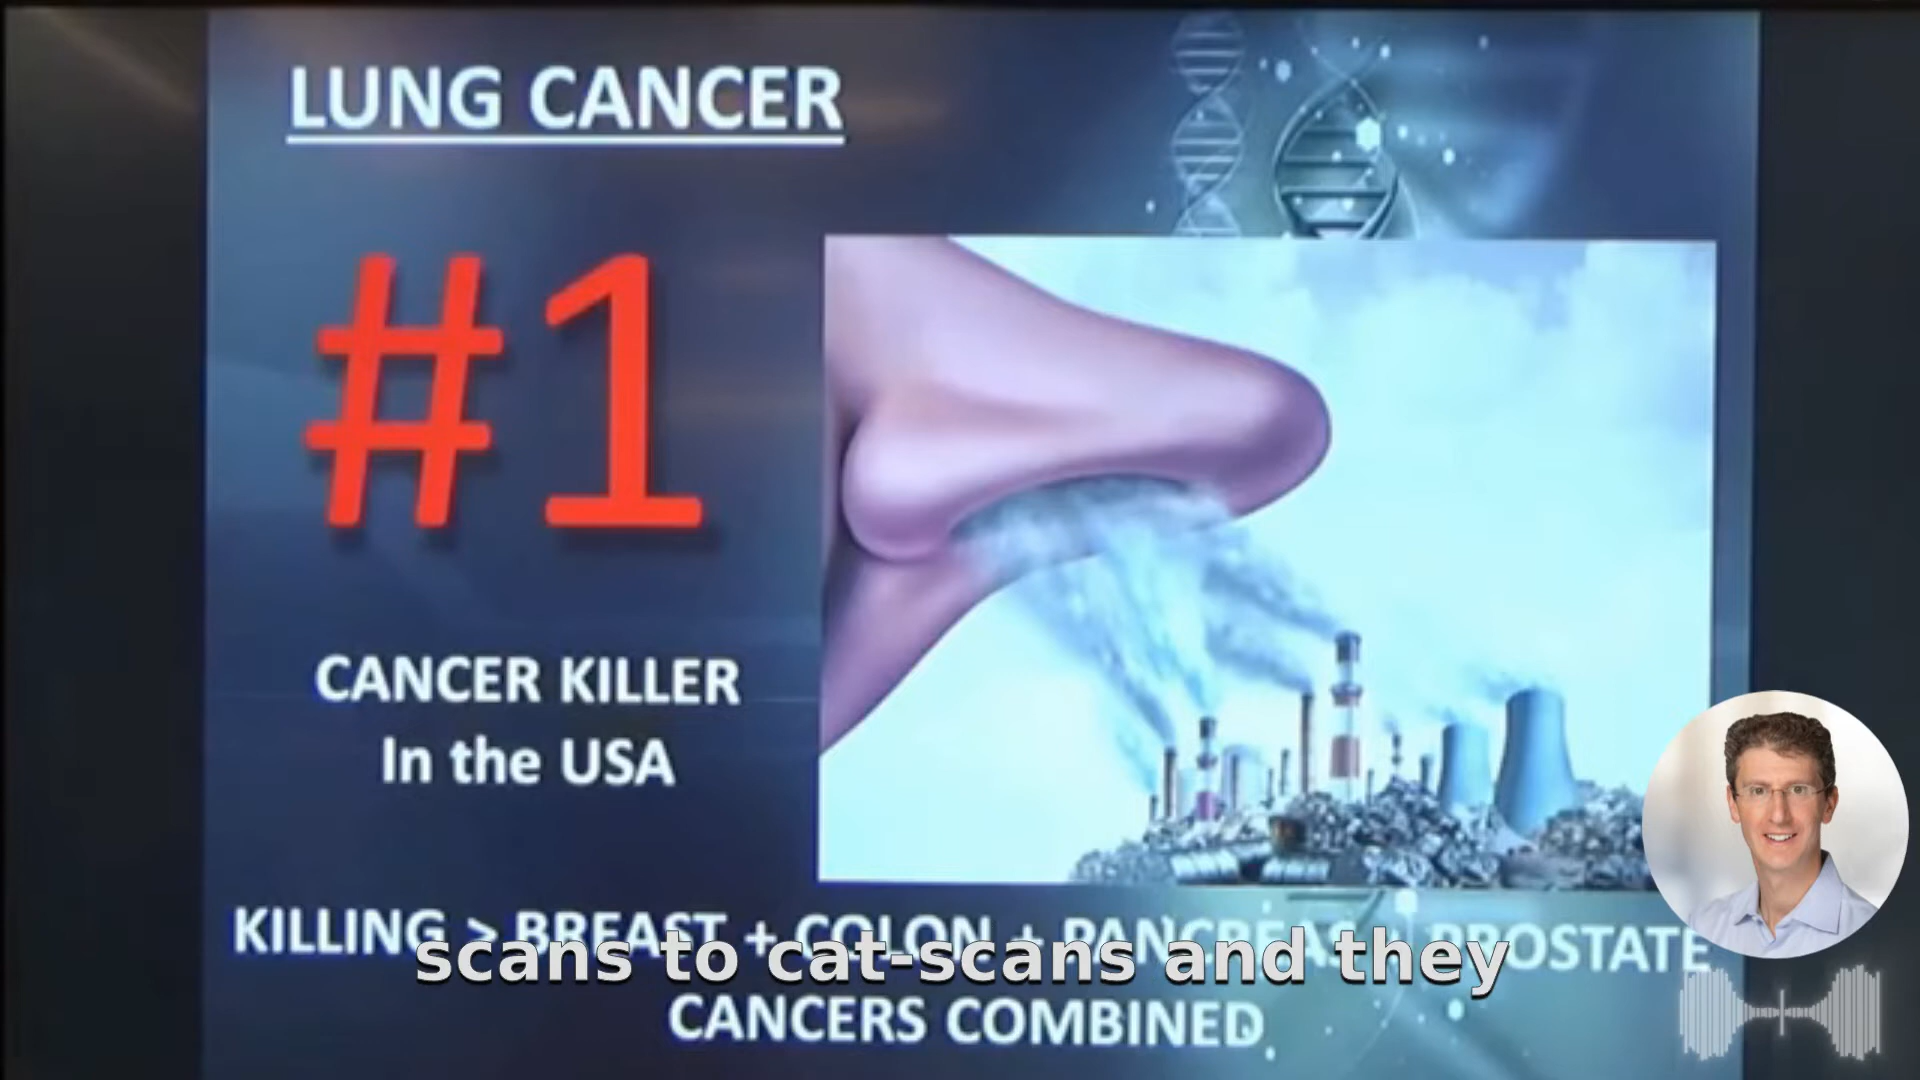 LUNG CANCER
#1
CANCER KILLER
In the USA
KILLING > BREAST + COLON + PANCREAS + PROSTATE
scans to cat-scans and they
CANCERS COMBINED